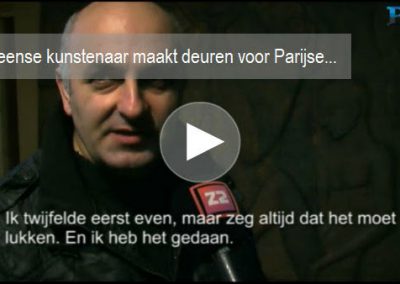 eense kunstenaar maakt deuren voor Parijse...
Z2
Ik twijfelde eerst even, maar zeg altijd dat het moet
lukken. En ik heb het gedaan.